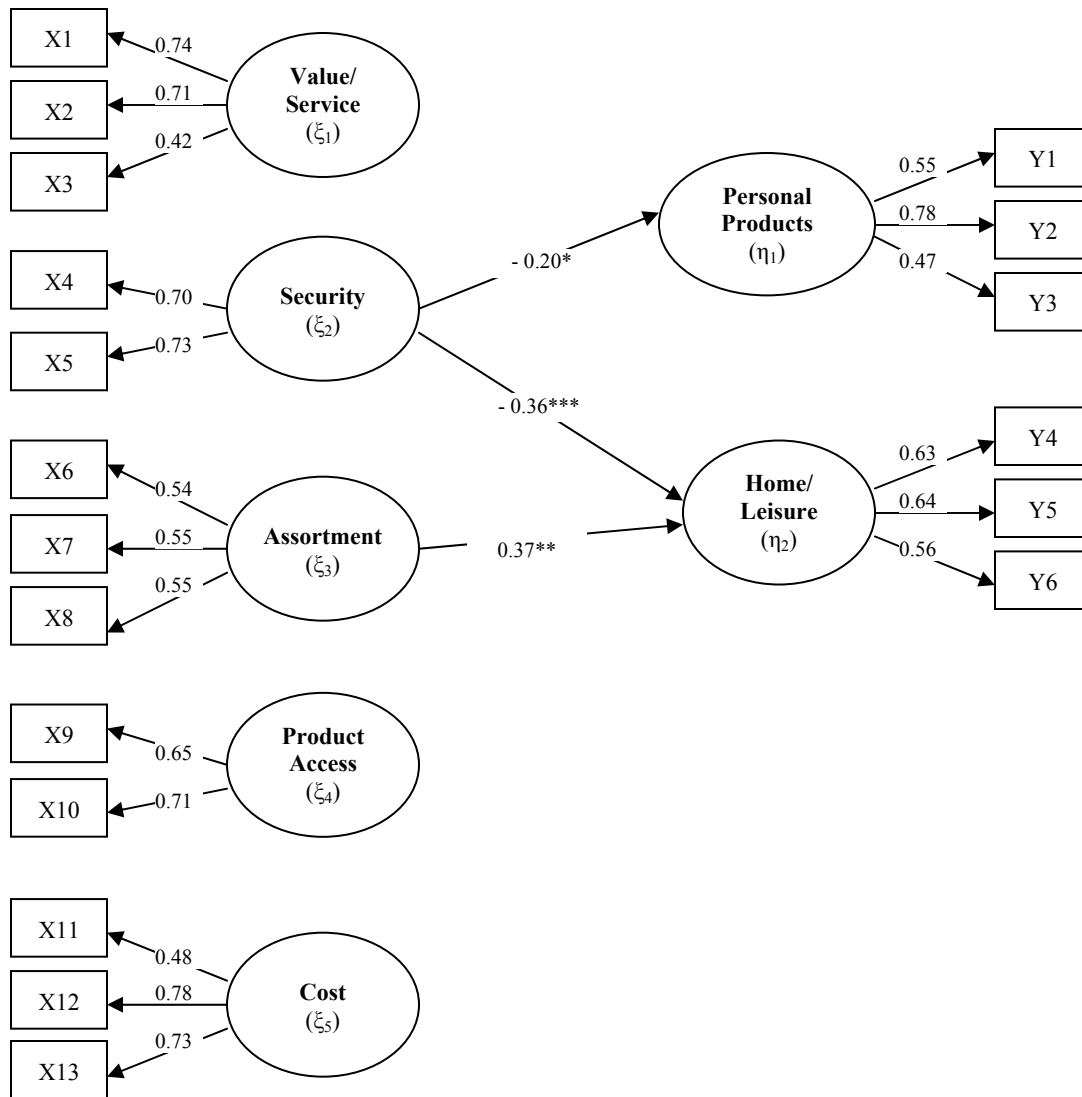 X1
0.74
Value/
Service
(ξ1)
X2
0.71
X3
0.42
X4
0.70
Security
(ξ2)
X5
0.73
- 0.20*
- 0.36***
Personal
Products
(η1)
0.55
Y1
0.78
Y2
0.47
Y3
X6
0.54
Assortment
(ξ3)
X7
0.55
X8
0.55
0.37**
Home/
Leisure
(η2)
0.63
Y4
0.64
Y5
0.56
Y6
X9
0.65
Product
Access
(ξ4)
X10
0.71
X11
0.48
Cost
(ξ5)
X12
0.78
X13
0.73